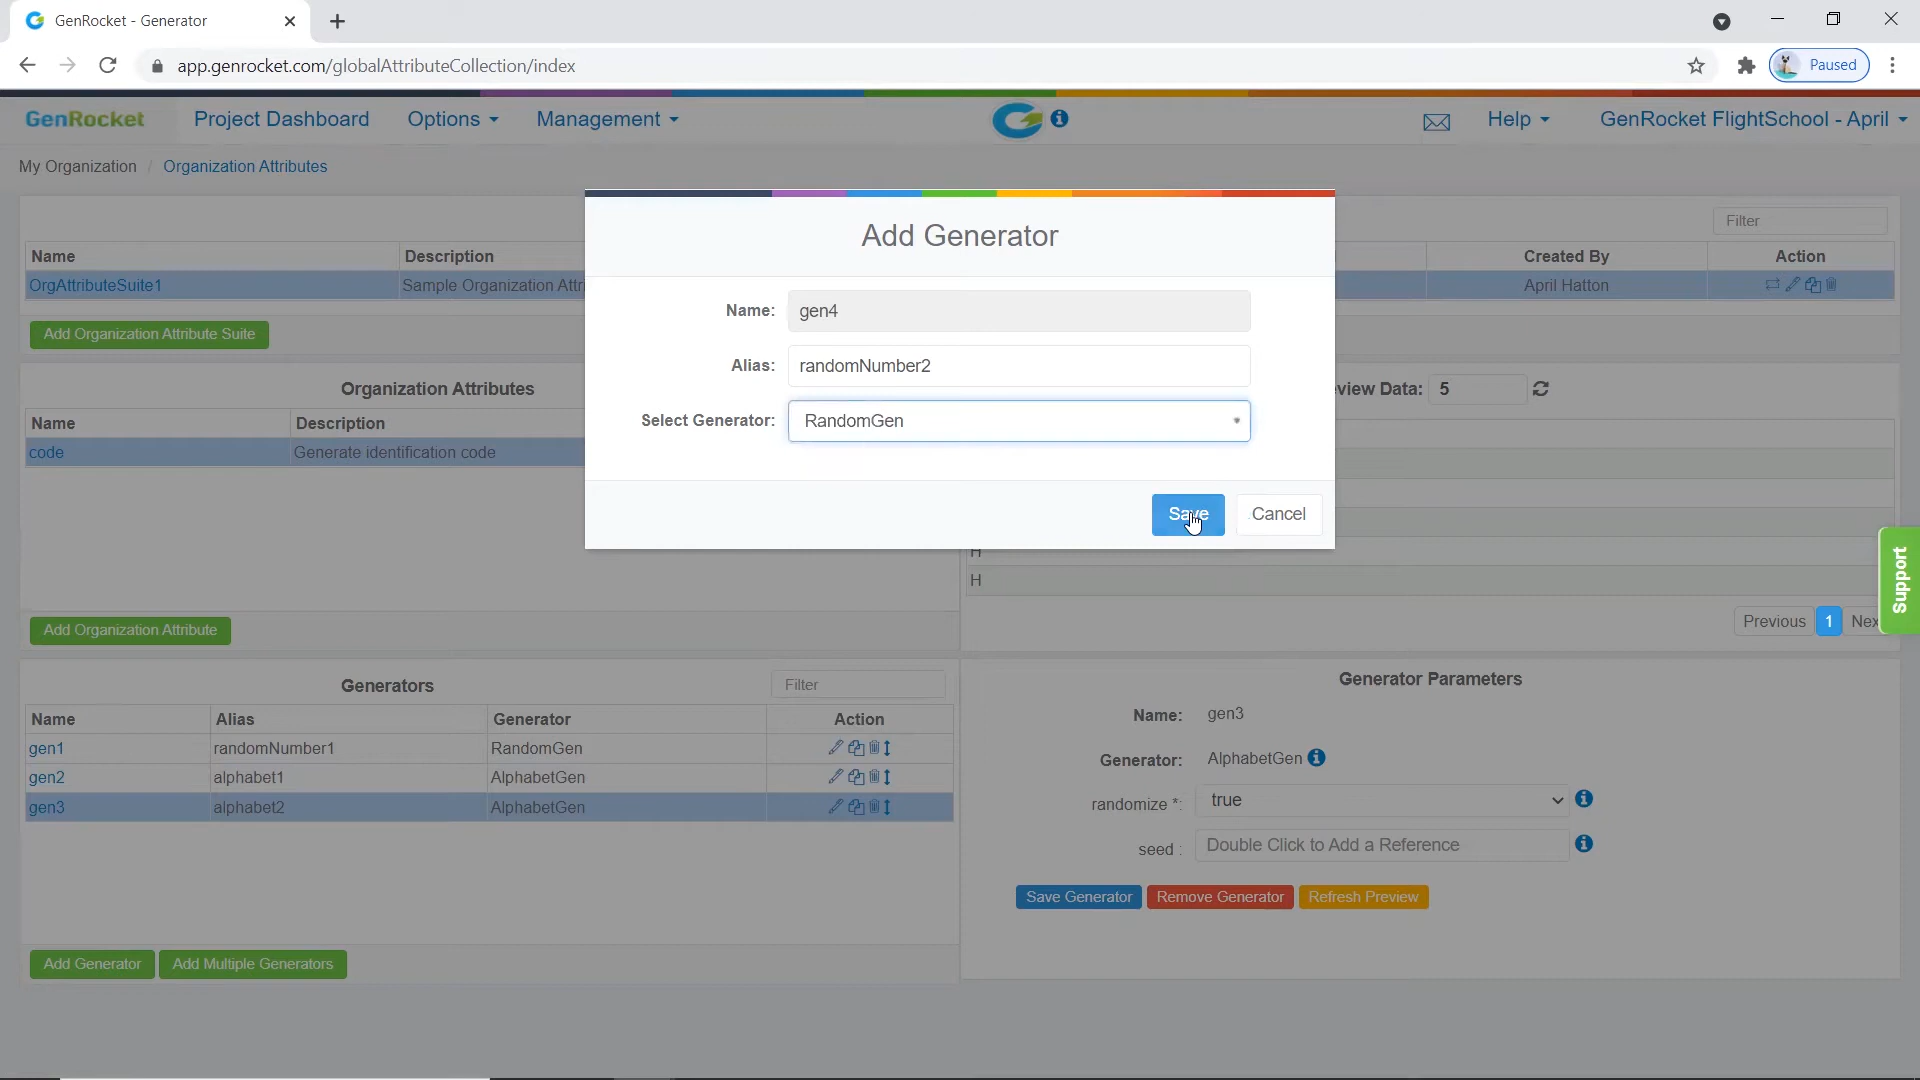 GenRocket - Generator
app.genrocket.com/globalAttributeCollection/index
Paused
GenRocket
Project Dashboard
Options
Management
Help
GenRocket FlightSchool - April
My Organization / Organization Attributes
Filter
Name
Description
Created By
Action
OrgAttributeSuite1
Sample Organization Attri
April Hatton
Add Organization Attribute Suite
Add Generator
Name:
gen4
Alias:
randomNumber2
Select Generator:
RandomGen
Save
Cancel
Organization Attributes
view Data:
5
Name
Description
code
Generate identification code
H
H
Support
Previous
1
Nex
Add Organization Attribute
Generators
Filter
Name
Alias
Generator
Action
gen1
randomNumber1
RandomGen
gen2
alphabet1
AlphabetGen
gen3
alphabet2
AlphabetGen
Add Generator
Add Multiple Generators
Generator Parameters
Name:
gen3
Generator:
AlphabetGen
randomize *:
true
seed :
Double Click to Add a Reference
Save Generator
Remove Generator
Refresh Preview